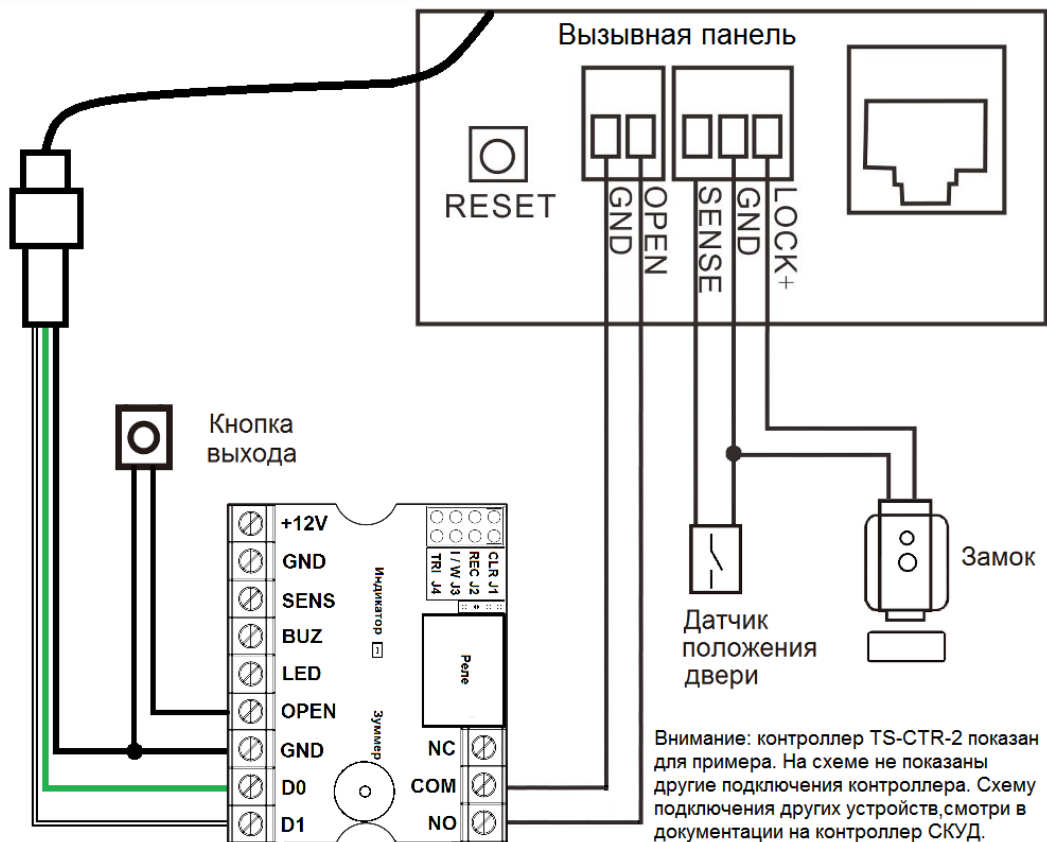 Вызывная панель
RESET
GND
OPEN
SENSE
GND
LOCK+
Кнопка
выхода
+12V
GND
SENS
BUZ
LED
OPEN
GND
D0
D1
Индикатор
Зуммер
TRI J4
I / W J3
REC J2
CLR J1
Реле
NC
COM
NO
Датчик
положения
двери
Замок
Внимание: контроллер TS-CTR-2 показан
для примера. На схеме не показаны
другие подключения контроллера. Схему
подключения других устройств,смотри в
документации на контроллер СКУД.